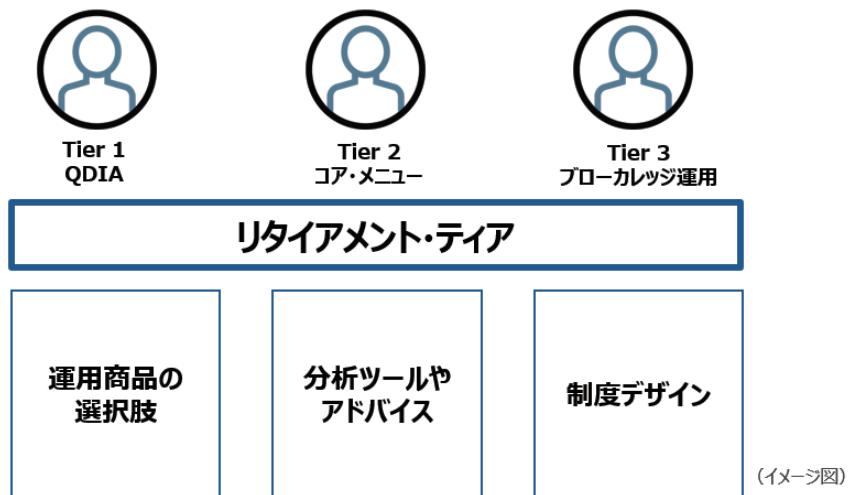 Tier 1
QDIA
Tier 2
コア・メニュー
Tier 3
ブローカレッジ運用
リタイアメント・ティア
運用商品の
選択肢
分析ツールや
アドバイス
制度デザイン
(イメージ図)